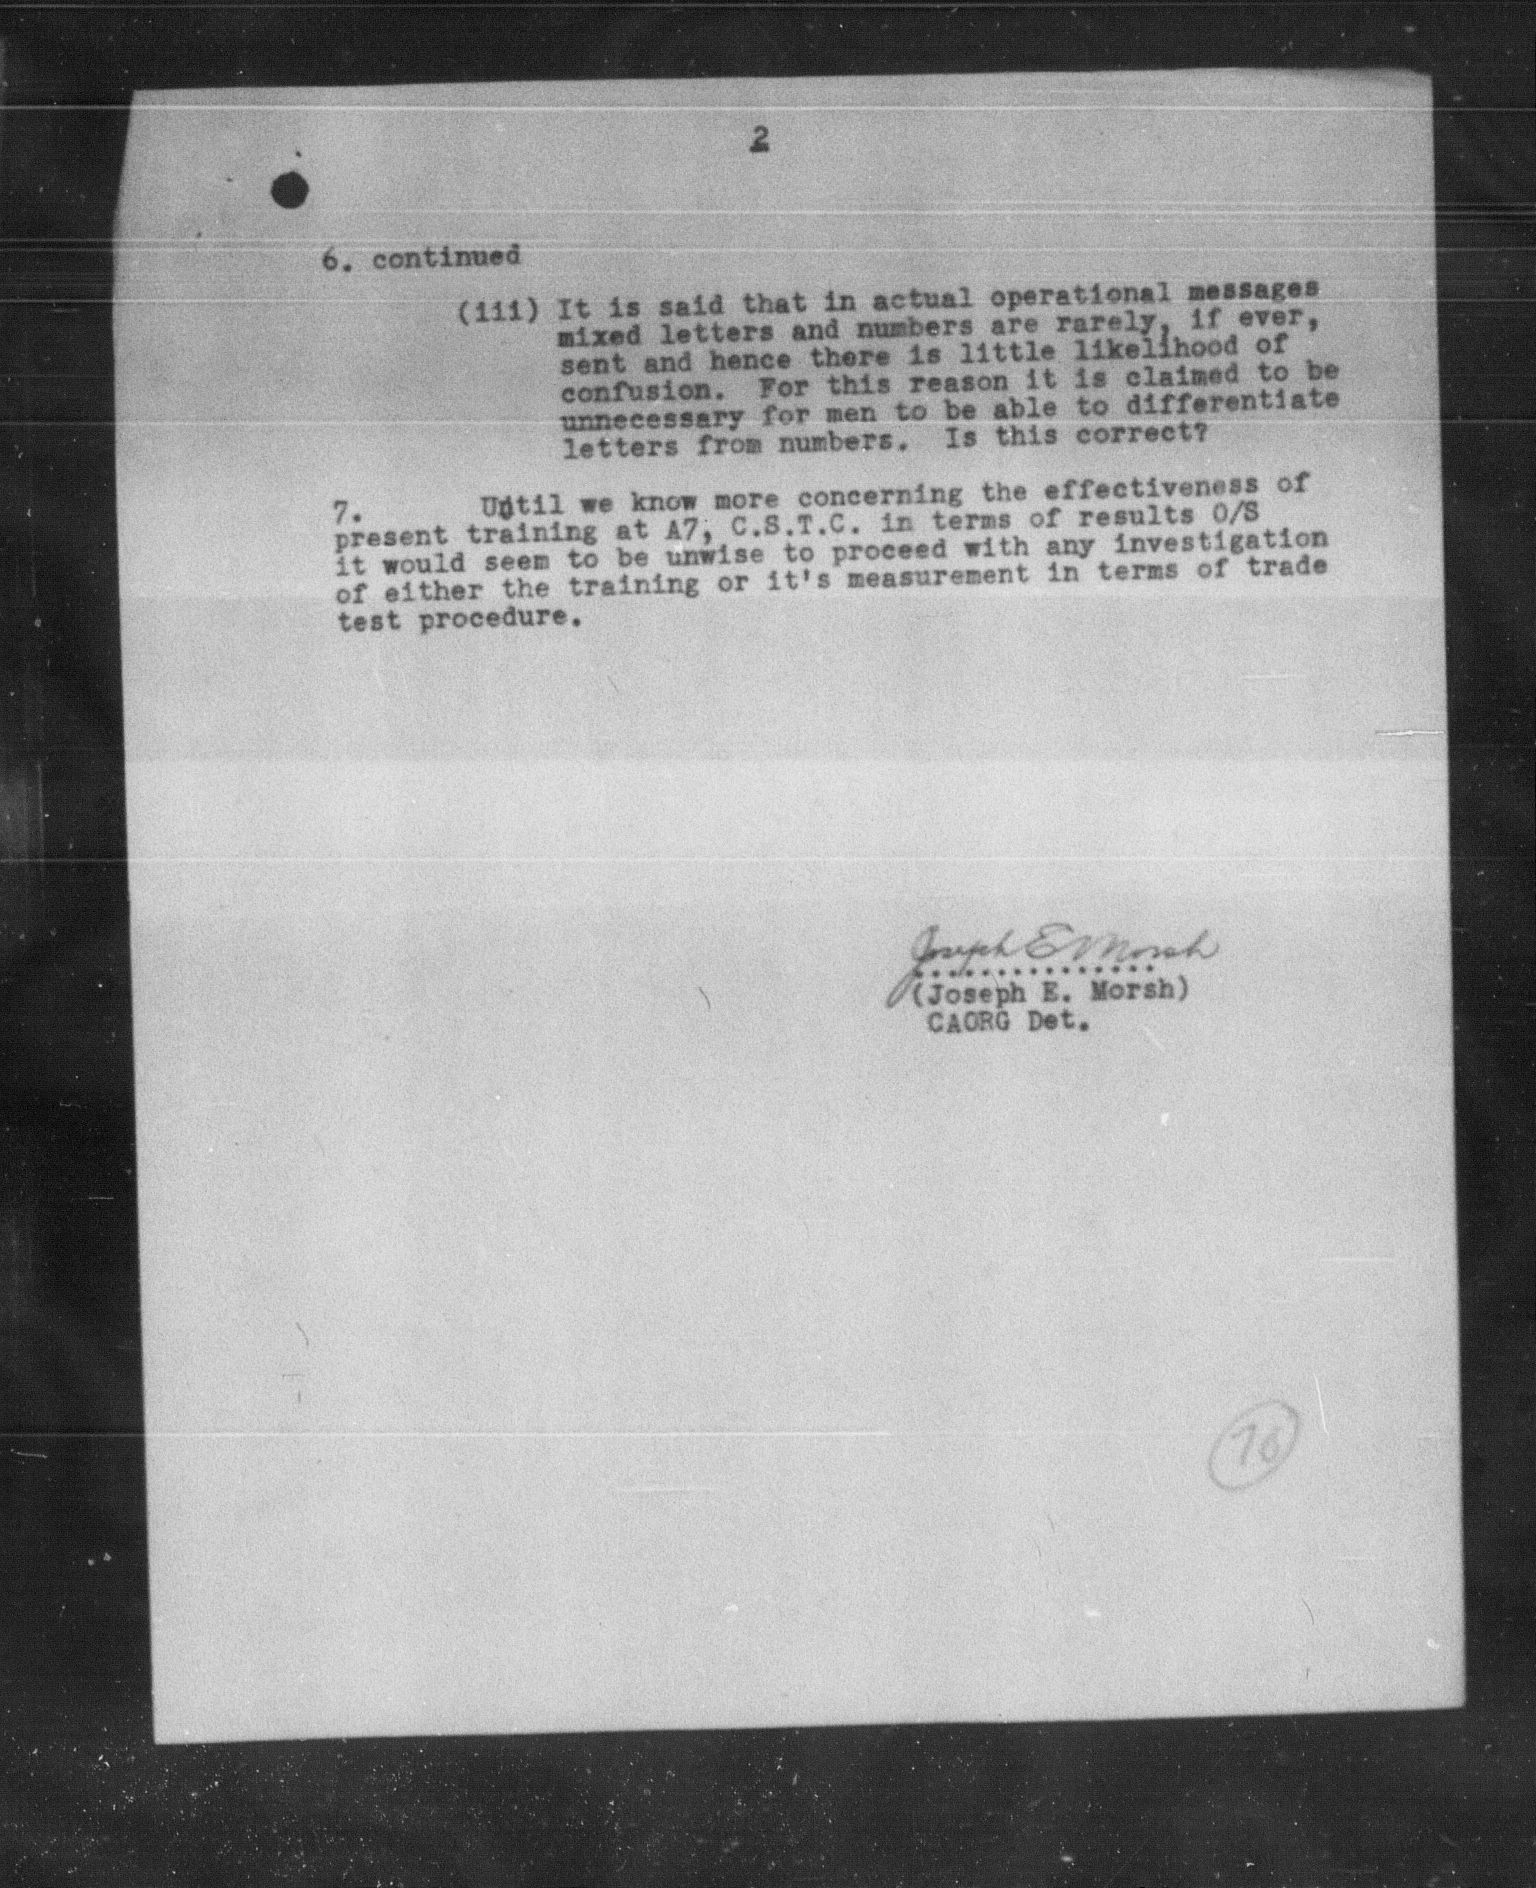 2
6. continued
(iii) It is said that in actual operational messages
mixed letters and numbers are rarely, if ever,
sent and hence there is little likelihood of
confusion. For this reason it is claimed to be
unnecessary for men to be able to differentiate
letters from numbers. Is this correct?
7. Until we know more concerning the effectiveness of
present training at A7, C.S.T.C. in terms of results O/S
it would seem to be unwise to proceed with any investigation
of either the training or it's measurement in terms of trade
test procedure.
Joseph E Morsh
(Joseph E. Morsh)
CAORG Det.
76